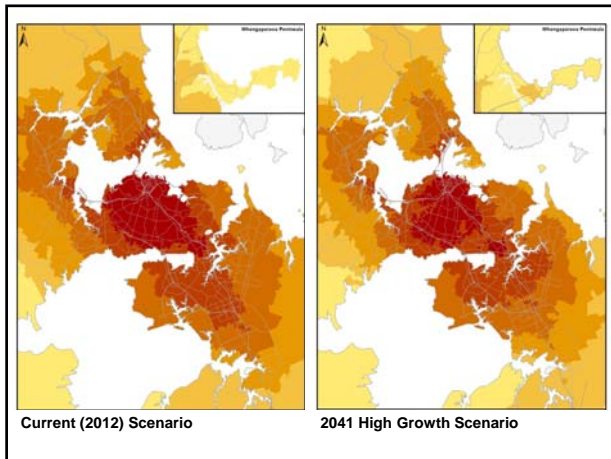 N
Whangaparaoa Peninsula
N
Whangaparaoa Peninsula
Current (2012) Scenario
2041 High Growth Scenario